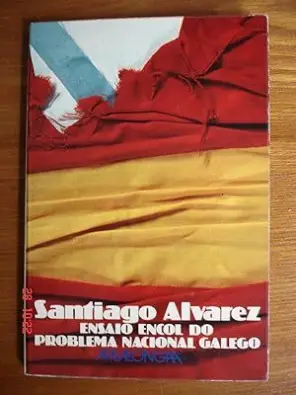 Santiago Alvarez
ENSAIO ENCOL DO
PROBLEMA NACIONAL GALEGO